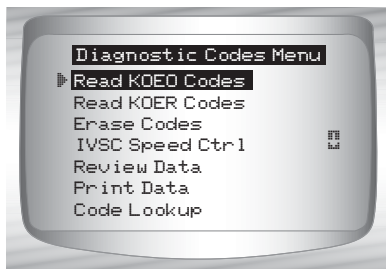 Diagnostic Codes Menu
Read KOEO Codes
Read KOER Codes
Erase Codes
IVSC Speed Ctrl
Review Data
Print Data
Code Lookup